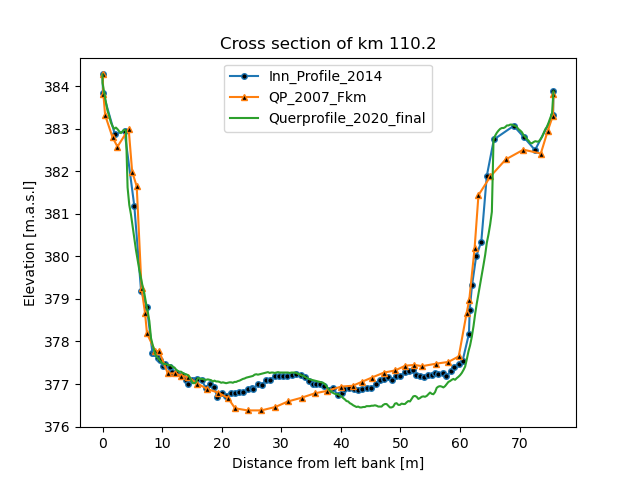 Cross section of km 110.2
Inn_Profile_2014
QP_2007_Fkm
Querprofile_2020_final
Elevation [m.a.s.l]
384
383
382
381
380
379
378
377
376
0 10 20 30 40 50 60 70
Distance from left bank [m]